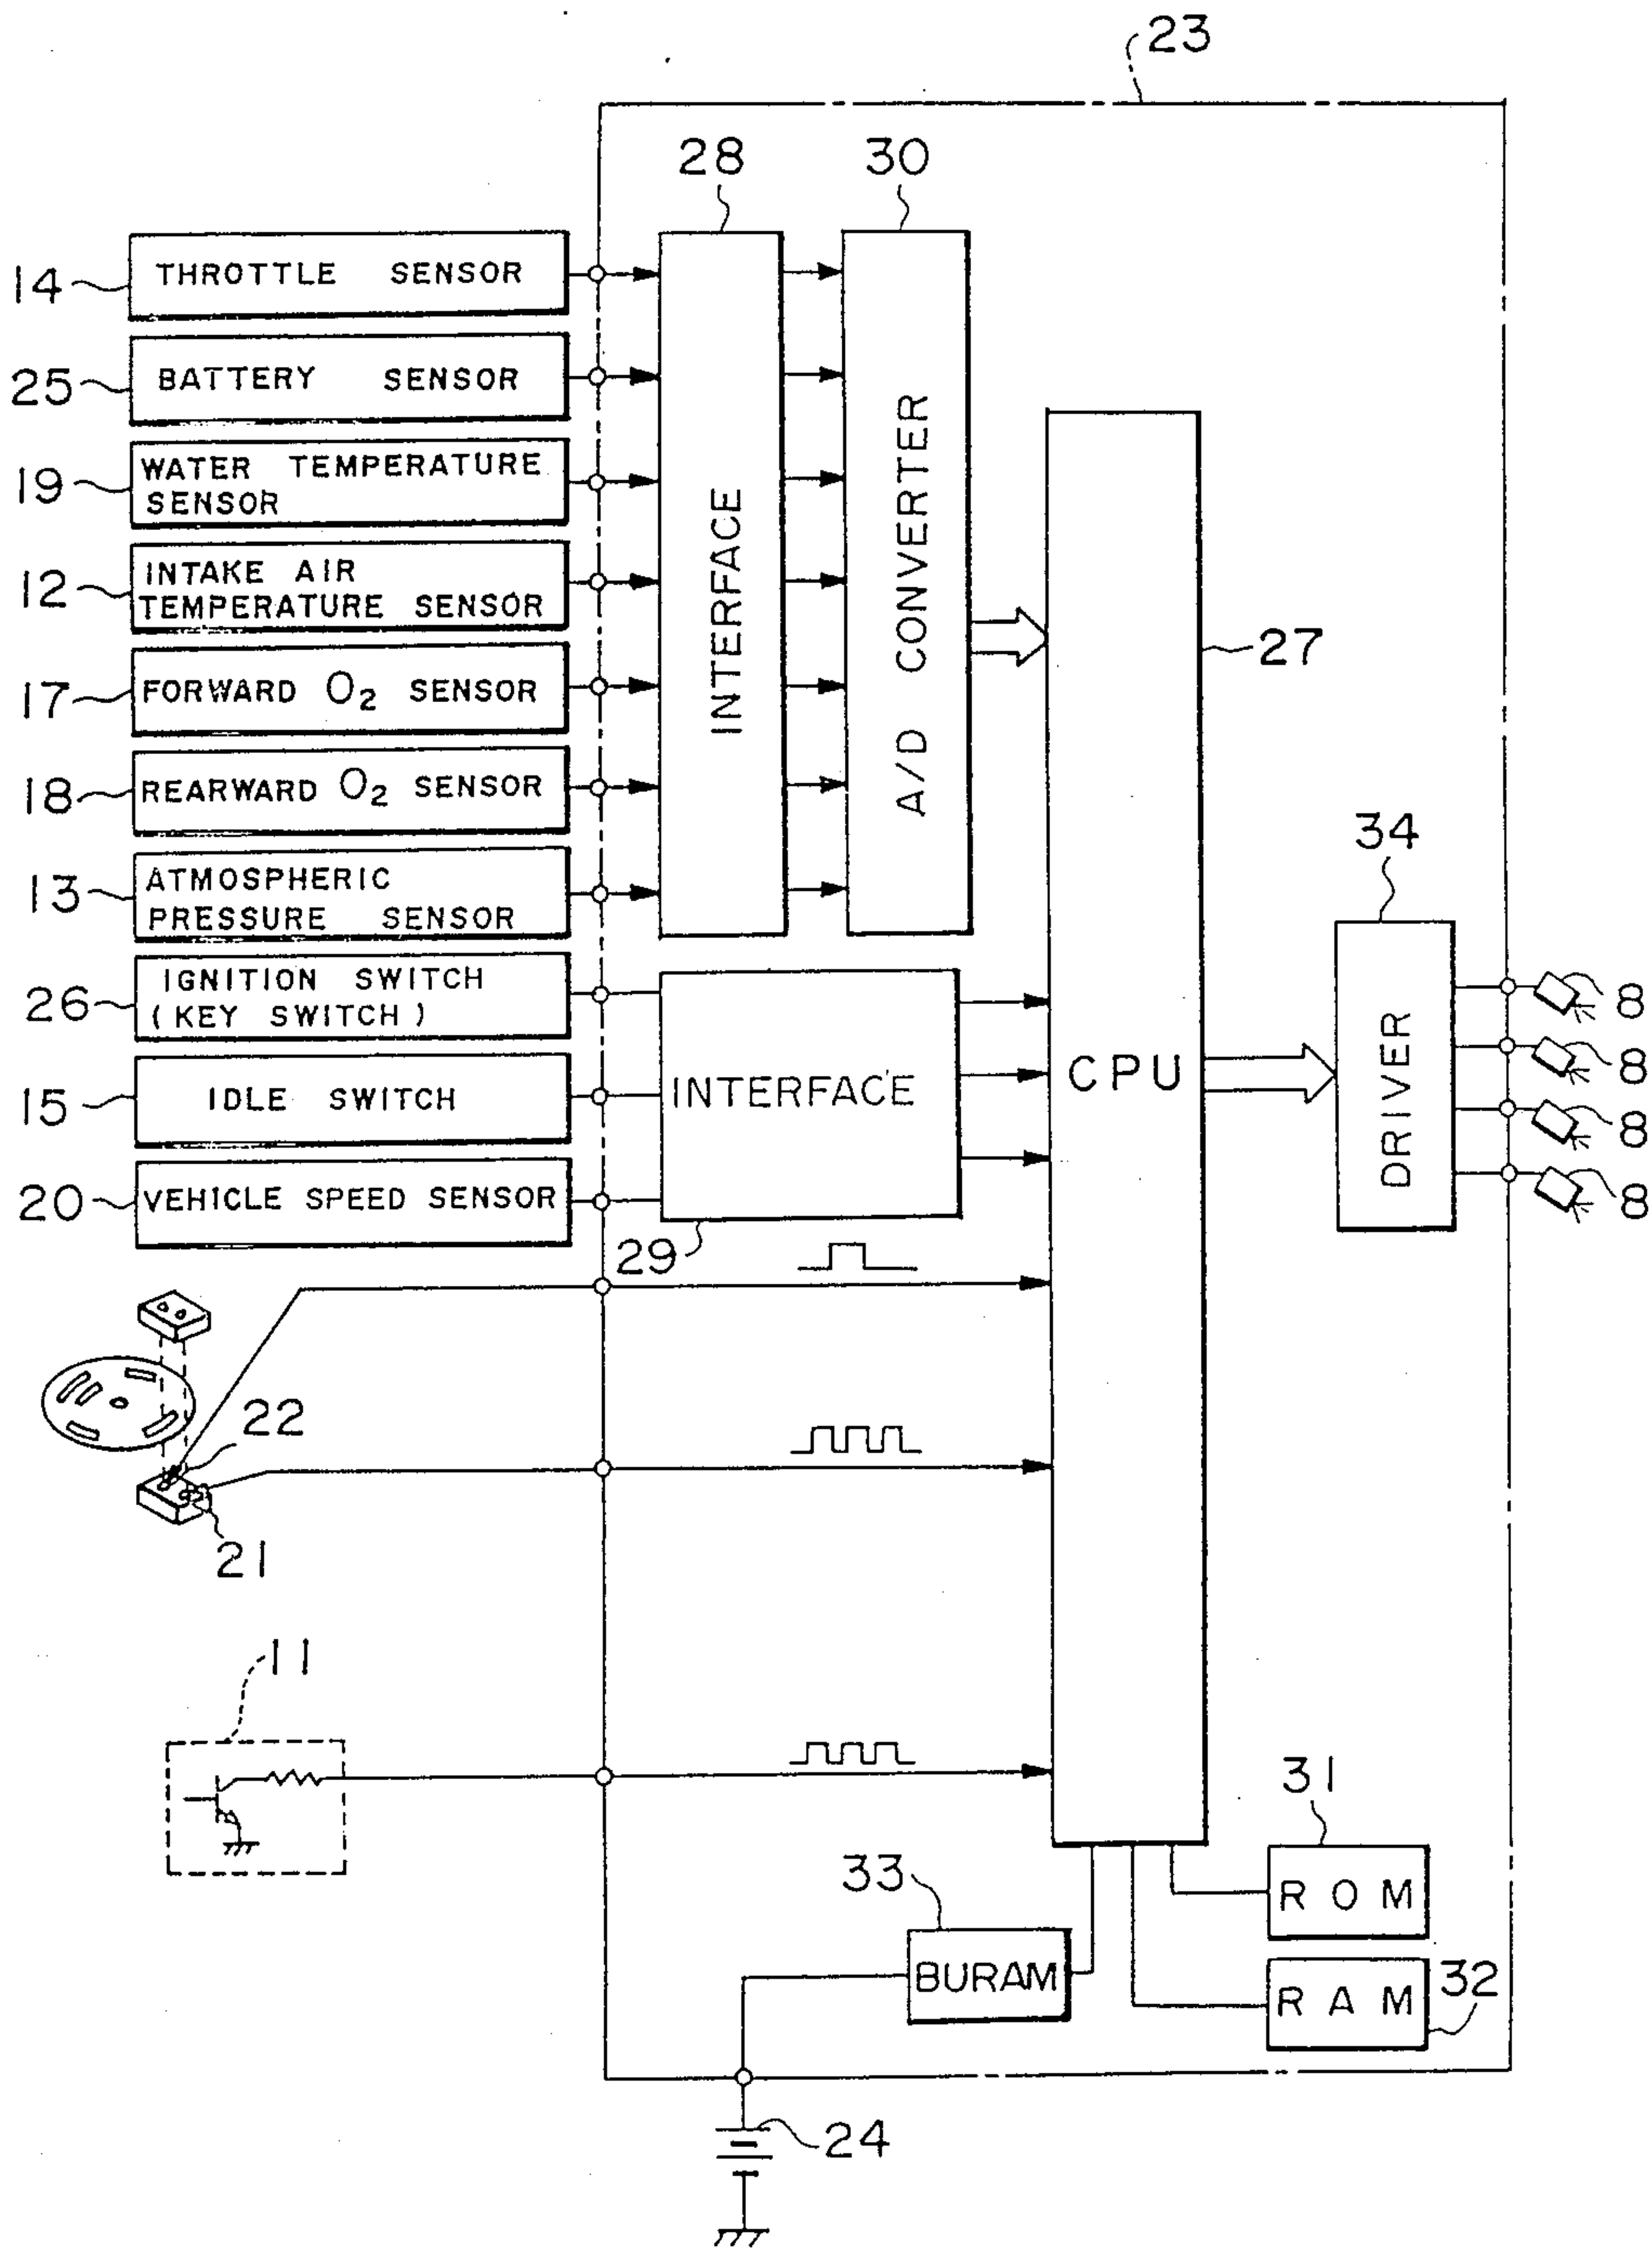 23
28
30
14
THROTTLE SENSOR
25
BATTERY SENSOR
19
WATER TEMPERATURE
SENSOR
12
INTAKE AIR
TEMPERATURE SENSOR
17
FORWARD O2 SENSOR
18
REARWARD O2 SENSOR
13
ATMOSPHERIC
PRESSURE SENSOR
26
IGNITION SWITCH
(KEY SWITCH)
15
IDLE SWITCH
20
VEHICLE SPEED SENSOR
INTERFACE
A/D CONVERTER
27
CPU
INTERFACE
29
34
DRIVER
8
8
8
8
22
21
11
31
ROM
33
BURAM
RAM
32
24